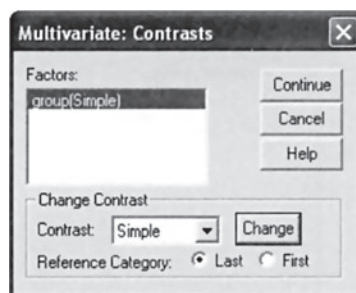 Multivariate: Contrasts
Factors:
group(Simple)
Continue
Cancel
Help
Change Contrast
Contrast: Simple Change
Reference Category: Last First